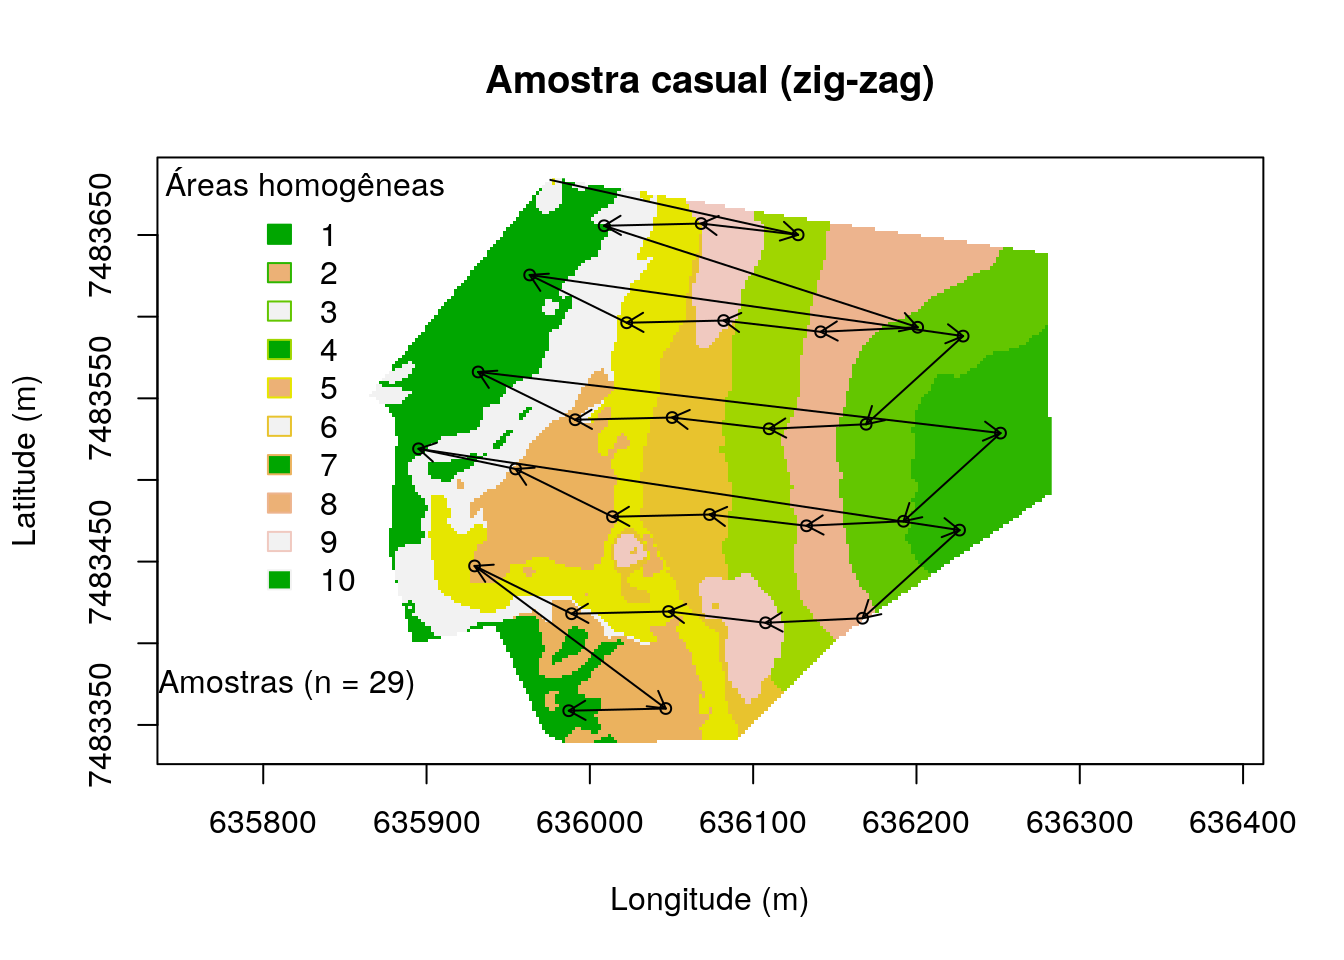 Amostra casual (zig-zag)
Áreas homogêneas
1
2
3
4
5
6
7
8
9
10
Amostras (n = 29)
Latitude (m)
7483650
7483550
7483450
7483350
635800 635900 636000 636100 636200 636300 636400
Longitude (m)